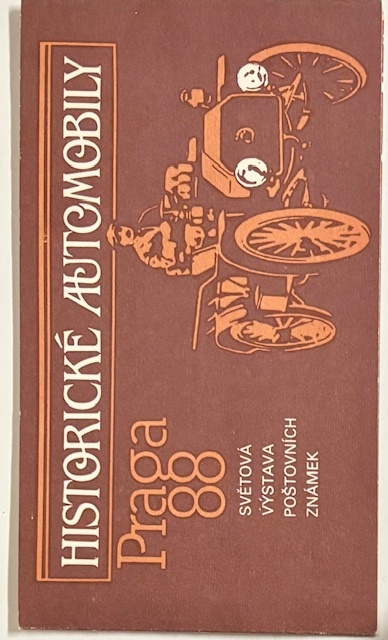 HISTORICKÉ AUTOMOBILY
Praga
88
SVĚTOVÁ
VÝSTAVA
POŠTOVNÍCH
ZNÁMEK